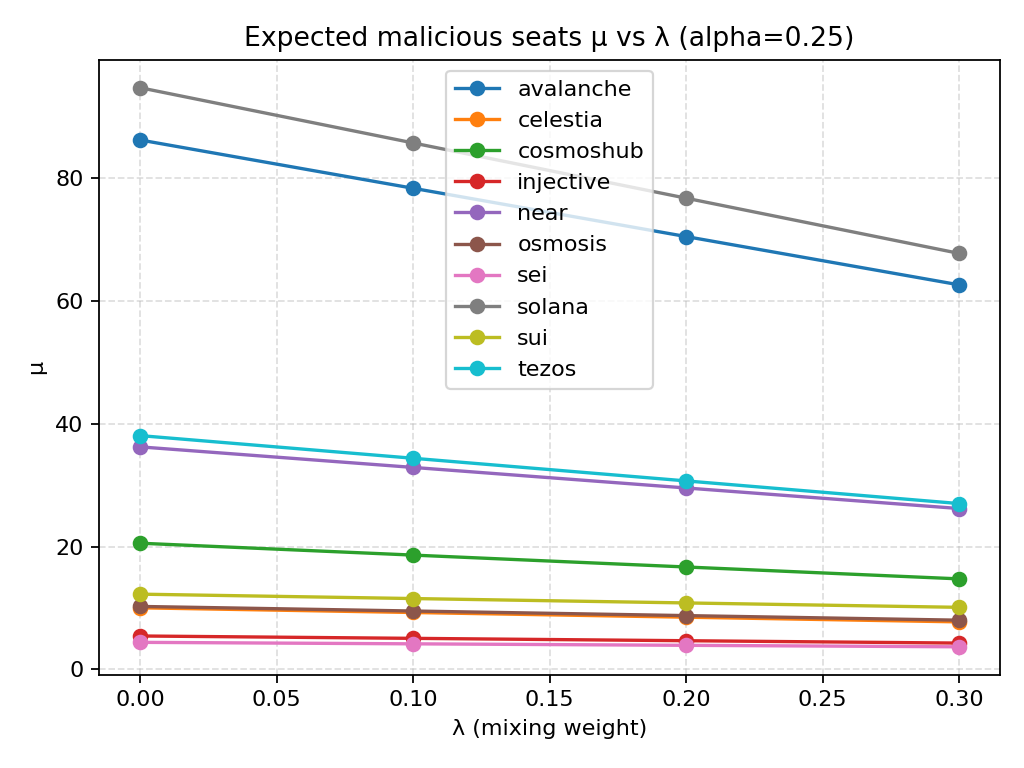 Expected malicious seats μ vs λ (alpha=0.25)
avalanche
celestia
cosmoshub
injective
near
osmosis
sei
solana
sui
tezos
80
60
40
20
0
μ
0.00 0.05 0.10 0.15 0.20 0.25 0.30
λ (mixing weight)